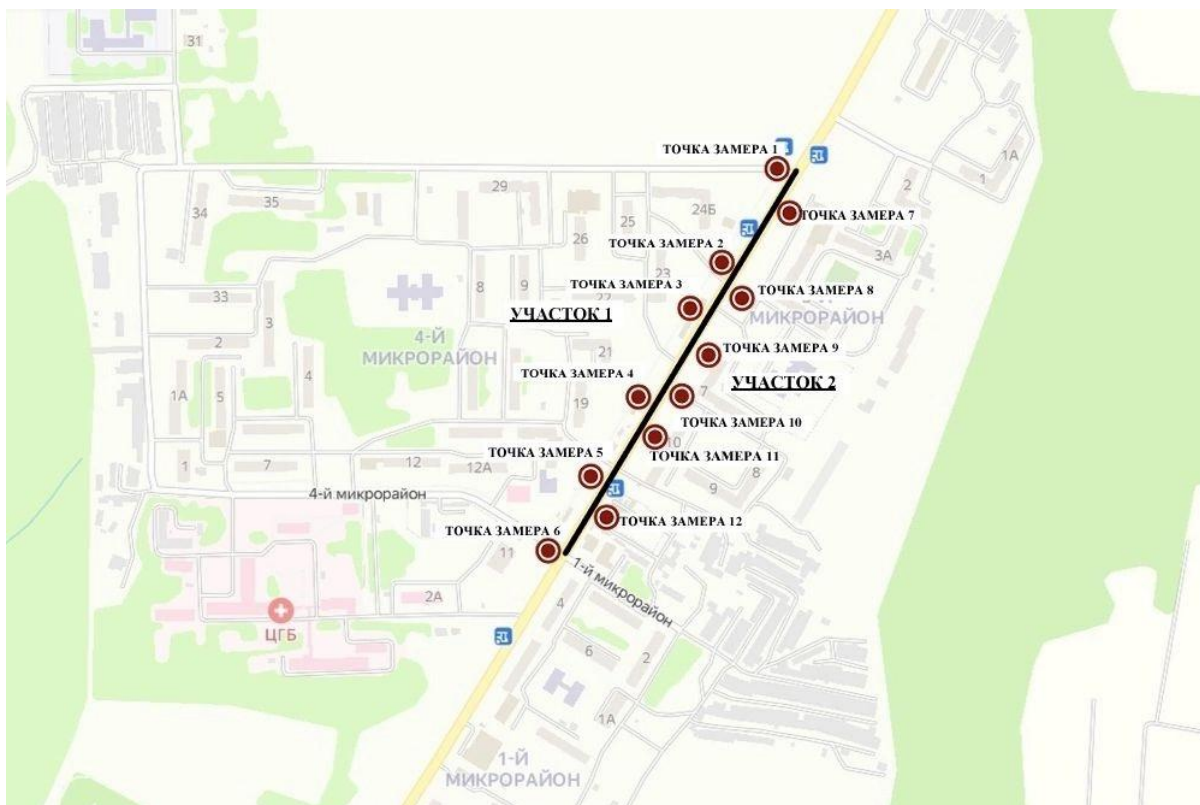 31
ТОЧКА ЗАМЕРА 1
1А
1
2
34
35
29
25
24Б
ТОЧКА ЗАМЕРА 7
26
ТОЧКА ЗАМЕРА 2
3А
23
8
9
ТОЧКА ЗАМЕРА 3
ТОЧКА ЗАМЕРА 8
33
22
УЧАСТОК 1
МИКРОРАЙОН
3
4-Й
МИКРОРАЙОН
2
21
ТОЧКА ЗАМЕРА 9
4
ТОЧКА ЗАМЕРА 4
УЧАСТОК 2
1А
5
19
7
ТОЧКА ЗАМЕРА 10
10
ТОЧКА ЗАМЕРА 11
ТОЧКА ЗАМЕРА 5
1
7
12
12А
8
9
4-й микрорайон
ТОЧКА ЗАМЕРА 12
ТОЧКА ЗАМЕРА 6
11
1-й микрорайон
2А
4
ЦГБ
6
2
1А
1-Й
МИКРОРАЙОН